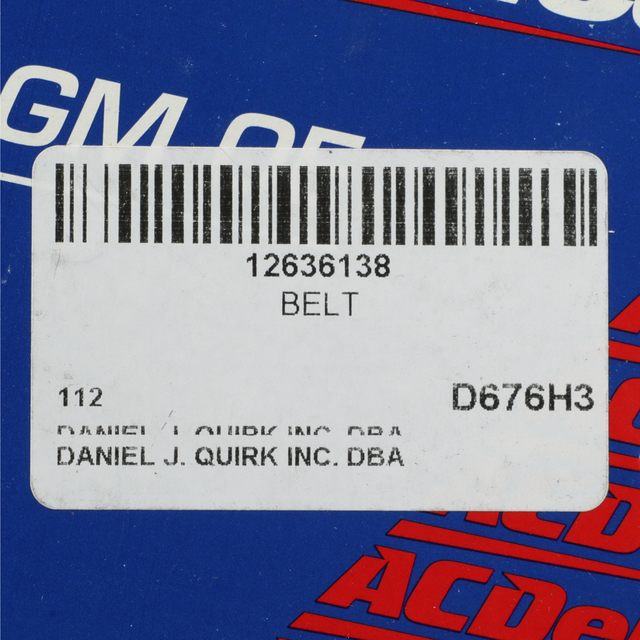 GM OE
12636138
BELT
112
D676H3
DANIEL J. QUIRK INC. DBA
DANIEL J. QUIRK INC. DBA
ACDe